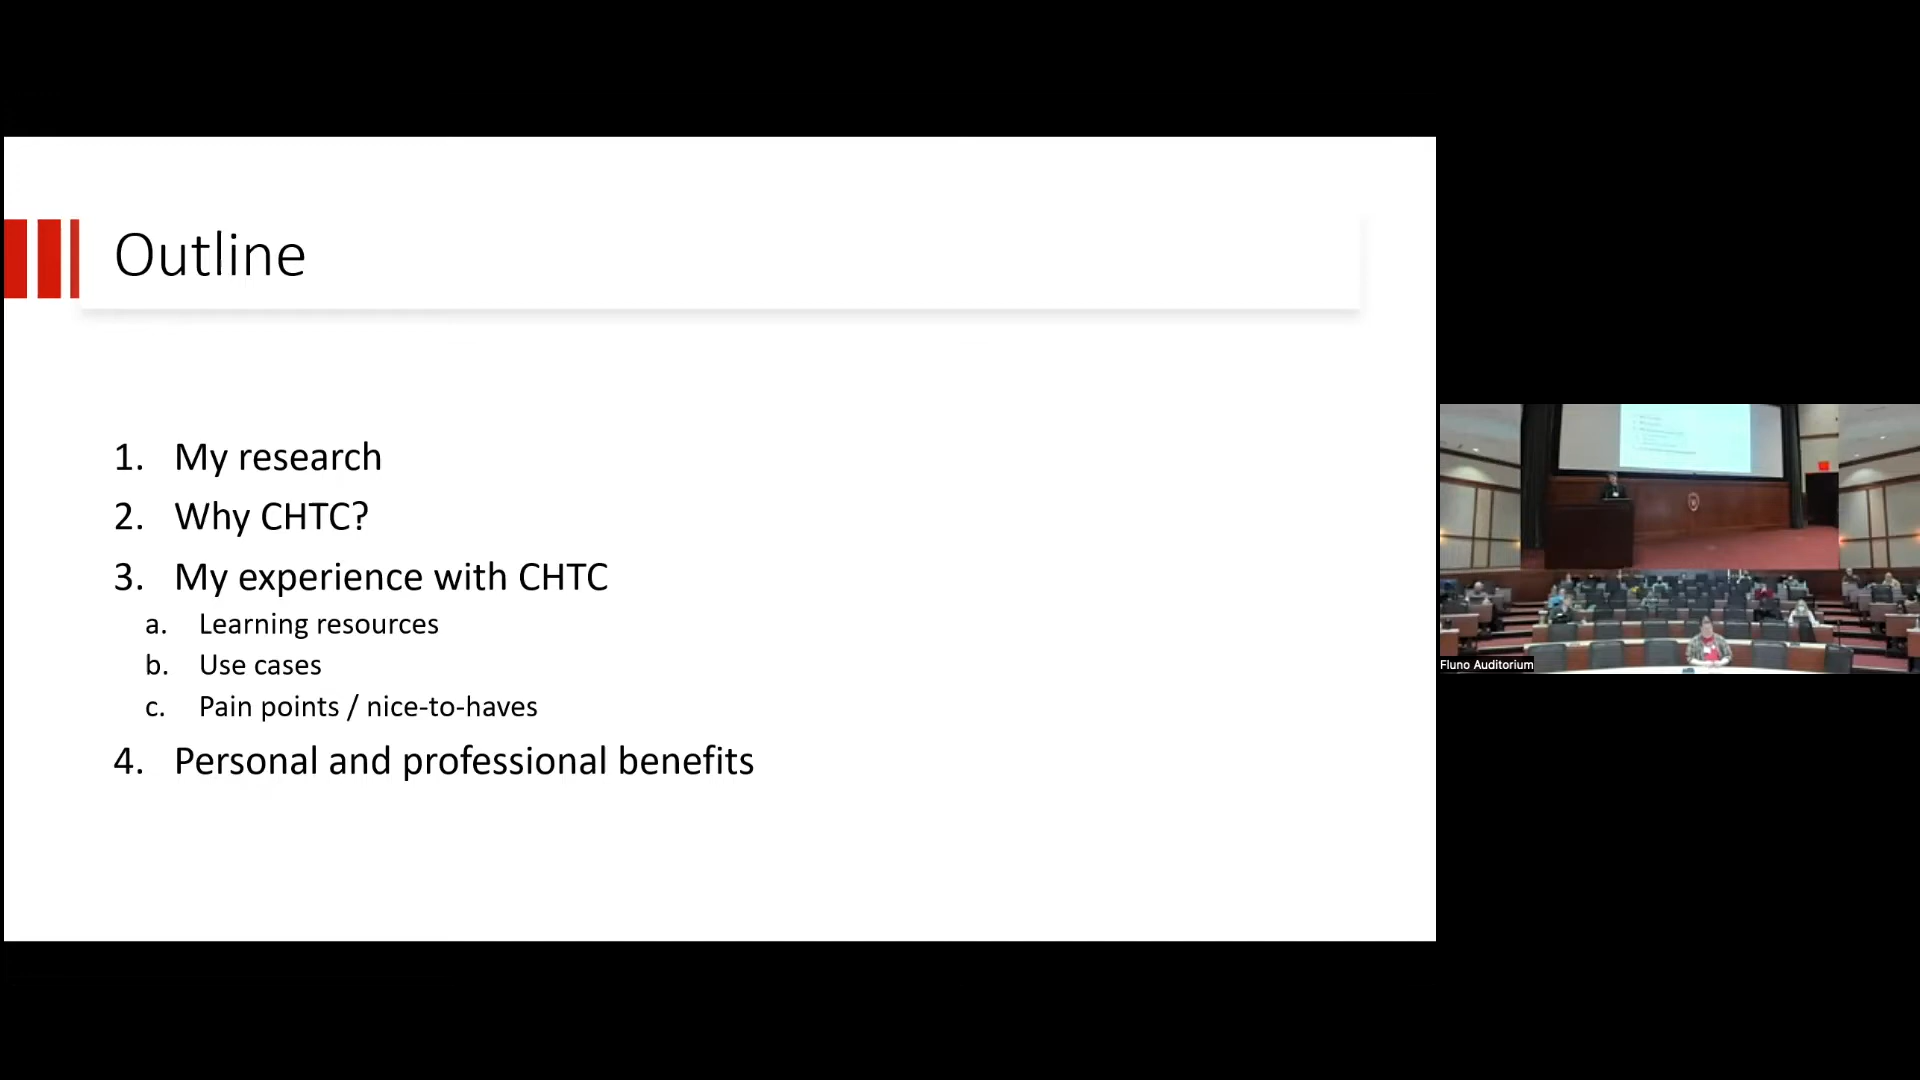 Outline
1. My research
2. Why CHTC?
3. My experience with CHTC
a. Learning resources
b. Use cases
c. Pain points / nice-to-haves
4. Personal and professional benefits
Fluno Auditorium